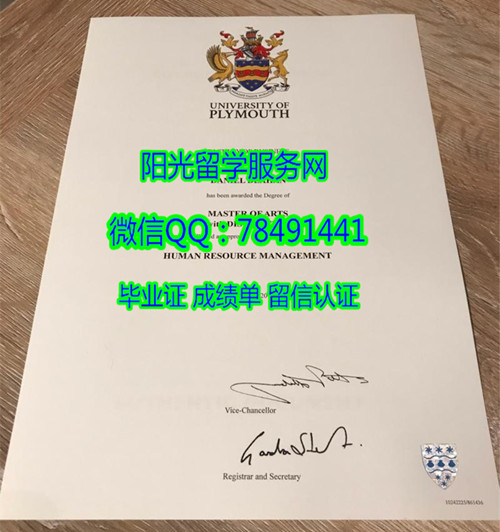 UNIVERSITY OF
PLYMOUTH
阳光留学服务网
has been awarded the Degree of
MASTER OF ARTS
微信QQ：78491441
HUMAN RESOURCE MANAGEMENT
毕业证 成绩单 留信认证
Vice-Chancellor
Registrar and Secretary